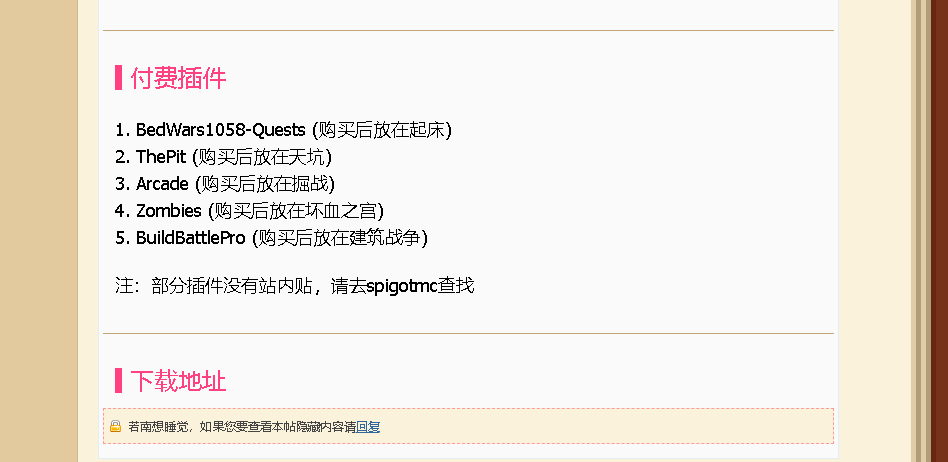 付费插件
1. BedWars1058-Quests (购买后放在起床)
2. ThePit (购买后放在天坑)
3. Arcade (购买后放在掘战)
4. Zombies (购买后放在坏血之宫)
5. BuildBattlePro (购买后放在建筑战争)
注：部分插件没有站内贴，请去spigotmc查找
下载地址
若南想睡觉，如果您要查看本帖隐藏内容请回复